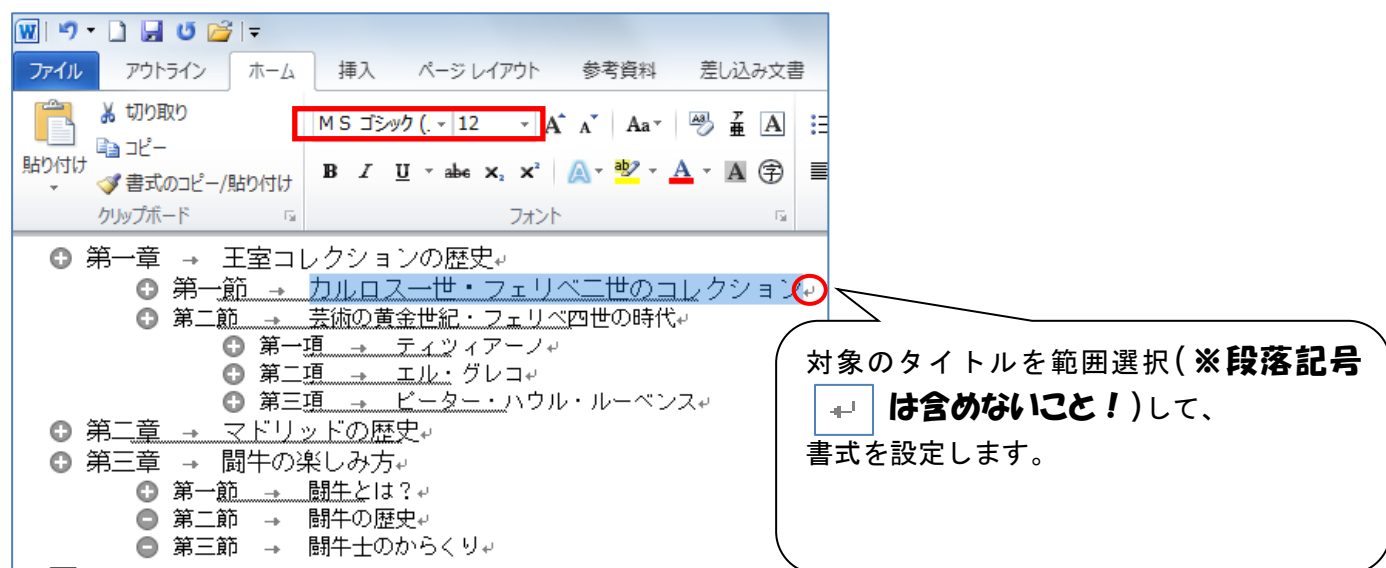 ファイル アウトライン ホーム 挿入 ページ レイアウト 参考資料 差し込み文書
切り取り
コピー
書式のコピー/貼り付け
貼り付け
MS ゴシック (. 12 A A Aa A
B I U abc x₂ x² A ab A A 字
クリップボード フォント
第一章 → 王室コレクションの歴史↵
第一節 → カルロス一世・フェリペ二世のコレクション↵
第二節 → 芸術の黄金世紀・フェリペ四世の時代↵
第一項 → ティツィアーノ↵
第二項 → エル・グレコ↵
第三項 → ピーター・パウル・ルーベンス↵
第二章 → マドリッドの歴史↵
第三章 → 闘牛の楽しみ方↵
第一節 → 闘牛とは？↵
第二節 → 闘牛の歴史↵
第三節 → 闘牛士のからくり↵
対象のタイトルを範囲選択(※段落記号
↵ は含めないこと！)して、
書式を設定します。